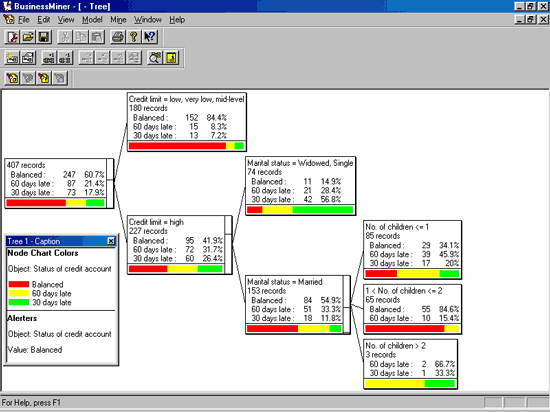 BusinessMiner - [ - Tree]
File Edit View Model Mine Window Help
Credit limit = low, very low, mid-level
180 records
Balanced : 152 84.4%
60 days late : 15 8.3%
30 days late : 13 7.2%
407 records
Balanced : 247 60.7%
60 days late : 87 21.4%
30 days late : 73 17.9%
Marital status = Widowed, Single
74 records
Balanced : 11 14.9%
60 days late : 21 28.4%
30 days late : 42 56.8%
Credit limit = high
227 records
Balanced : 95 41.9%
60 days late : 72 31.7%
30 days late : 60 26.4%
No. of children <= 1
85 records
Balanced : 29 34.1%
60 days late : 39 45.9%
30 days late : 17 20%
Marital status = Married
153 records
Balanced : 84 54.9%
60 days late : 51 33.3%
30 days late : 18 11.8%
1 < No. of children <= 2
65 records
Balanced : 55 84.6%
60 days late : 10 15.4%
No. of children > 2
3 records
60 days late : 2 66.7%
30 days late : 1 33.3%
Tree 1 - Caption
Node Chart Colors
Object: Status of credit account
Balanced
60 days late
30 days late
Alerters
Object: Status of credit account
Value: Balanced
For Help, press F1